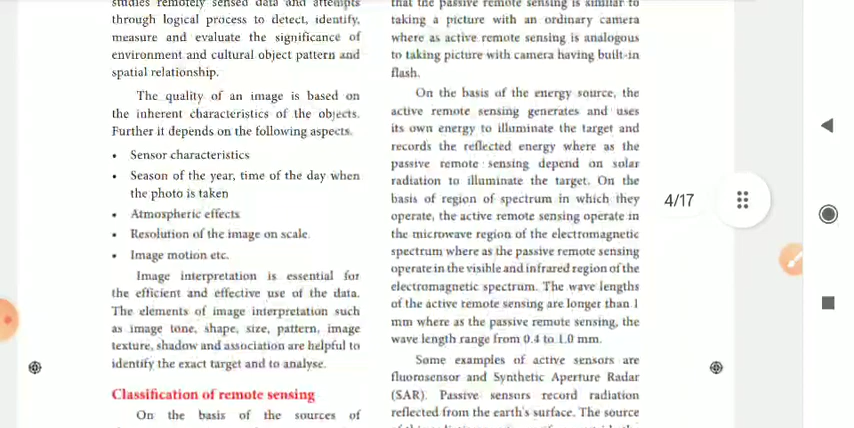 studies remotely sensed data and attempts
through logical process to detect, identify,
measure and evaluate the significance of
environment and cultural object pattern and
spatial relationship.
The quality of an image is based on
the inherent characteristics of the objects.
Further it depends on the following aspects.
• Sensor characteristics
• Season of the year, time of the day when
the photo is taken
• Atmospheric effects
• Resolution of the image on scale.
• Image motion etc.
Image interpretation is essential for
the efficient and effective use of the data.
The elements of image interpretation such
as image tone, shape, size, pattern, image
texture, shadow and association are helpful to
identify the exact target and to analyse.
Classification of remote sensing
On the basis of the sources of
that the passive remote sensing is similar to
taking a picture with an ordinary camera
where as active remote sensing is analogous
to taking picture with camera having built-in
flash.
On the basis of the energy source, the
active remote sensing generates and uses
its own energy to illuminate the target and
records the reflected energy where as the
passive remote sensing depend on solar
radiation to illuminate the target. On the
basis of region of spectrum in which they
operate, the active remote sensing operate in
the microwave region of the electromagnetic
spectrum where as the passive remote sensing
operate in the visible and infrared region of the
electromagnetic spectrum. The wave lengths
of the active remote sensing are longer than 1
mm where as the passive remote sensing, the
wave length range from 0.4 to 1.0 mm.
Some examples of active sensors are
fluorosensor and Synthetic Aperture Radar
(SAR). Passive sensors record radiation
reflected from the earth's surface. The source
4/17